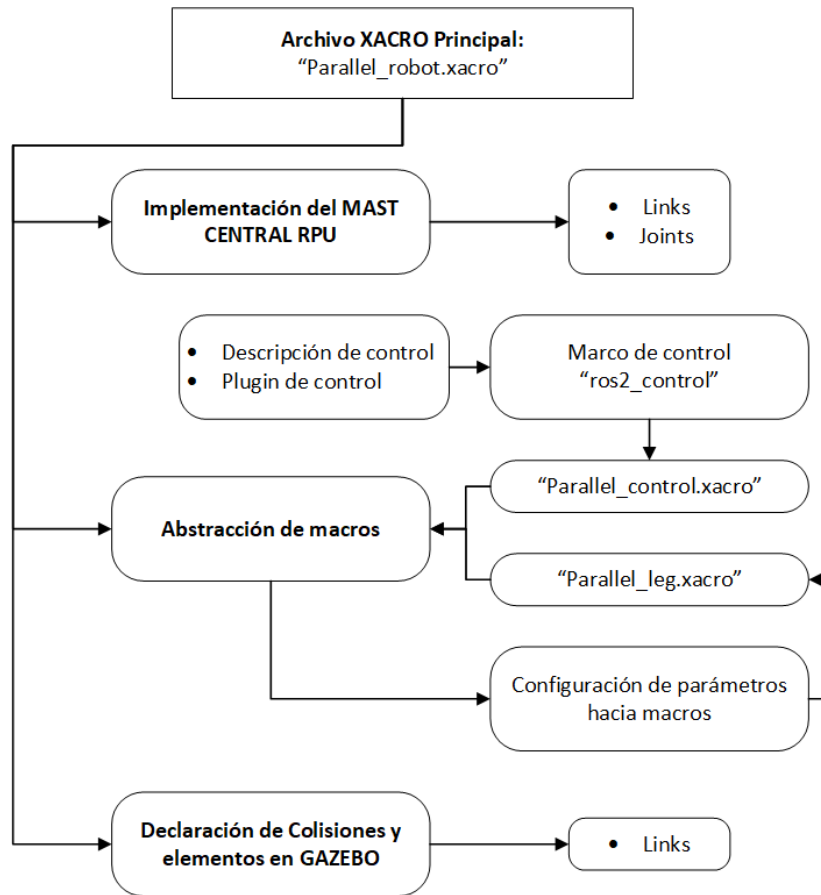 Archivo XACRO Principal:
“Parallel_robot.xacro”
Implementación del MAST
CENTRAL RPU
• Links
• Joints
• Descripción de control
• Plugin de control
Marco de control
“ros2_control”
“Parallel_control.xacro”
Abstracción de macros
“Parallel_leg.xacro”
Configuración de parámetros
hacia macros
Declaración de Colisiones y
elementos en GAZEBO
• Links